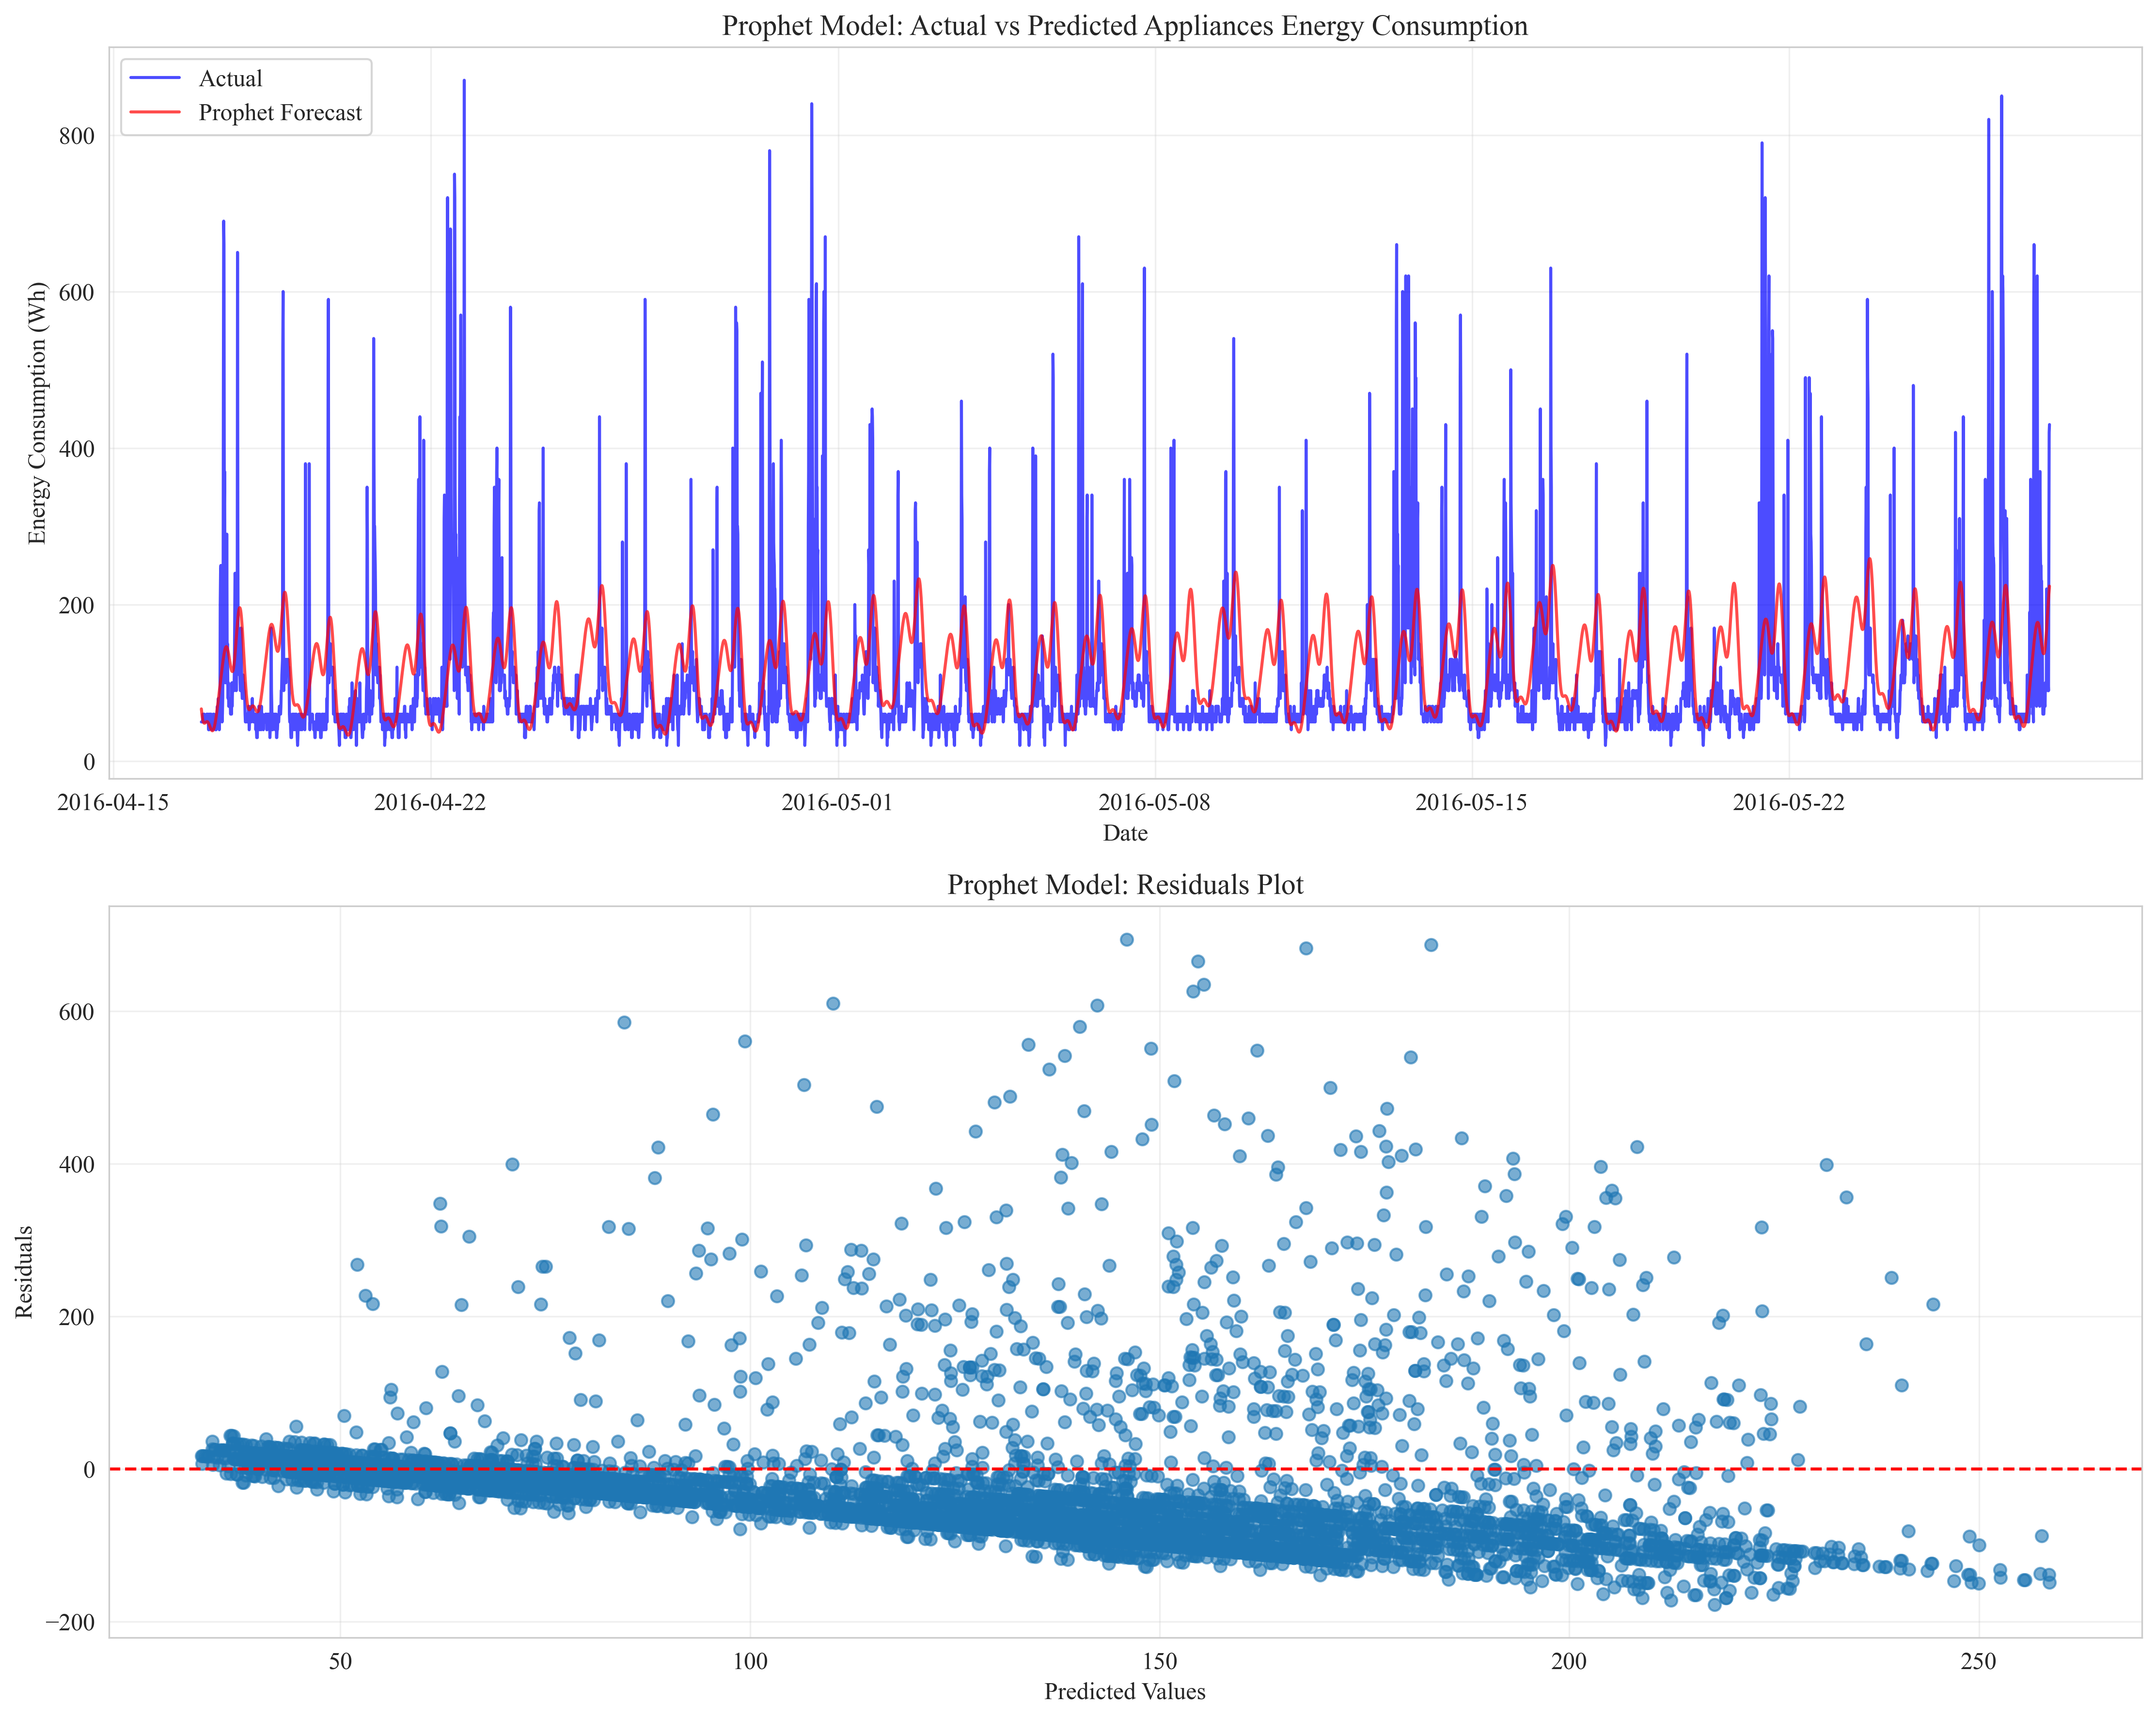 Prophet Model: Actual vs Predicted Appliances Energy Consumption
Actual
Prophet Forecast
800
600
400
200
0
Energy Consumption (Wh)
2016-04-15 2016-04-22 2016-05-01 2016-05-08 2016-05-15 2016-05-22
Date
Prophet Model: Residuals Plot
600
400
200
0
−200
Residuals
50 100 150 200 250
Predicted Values